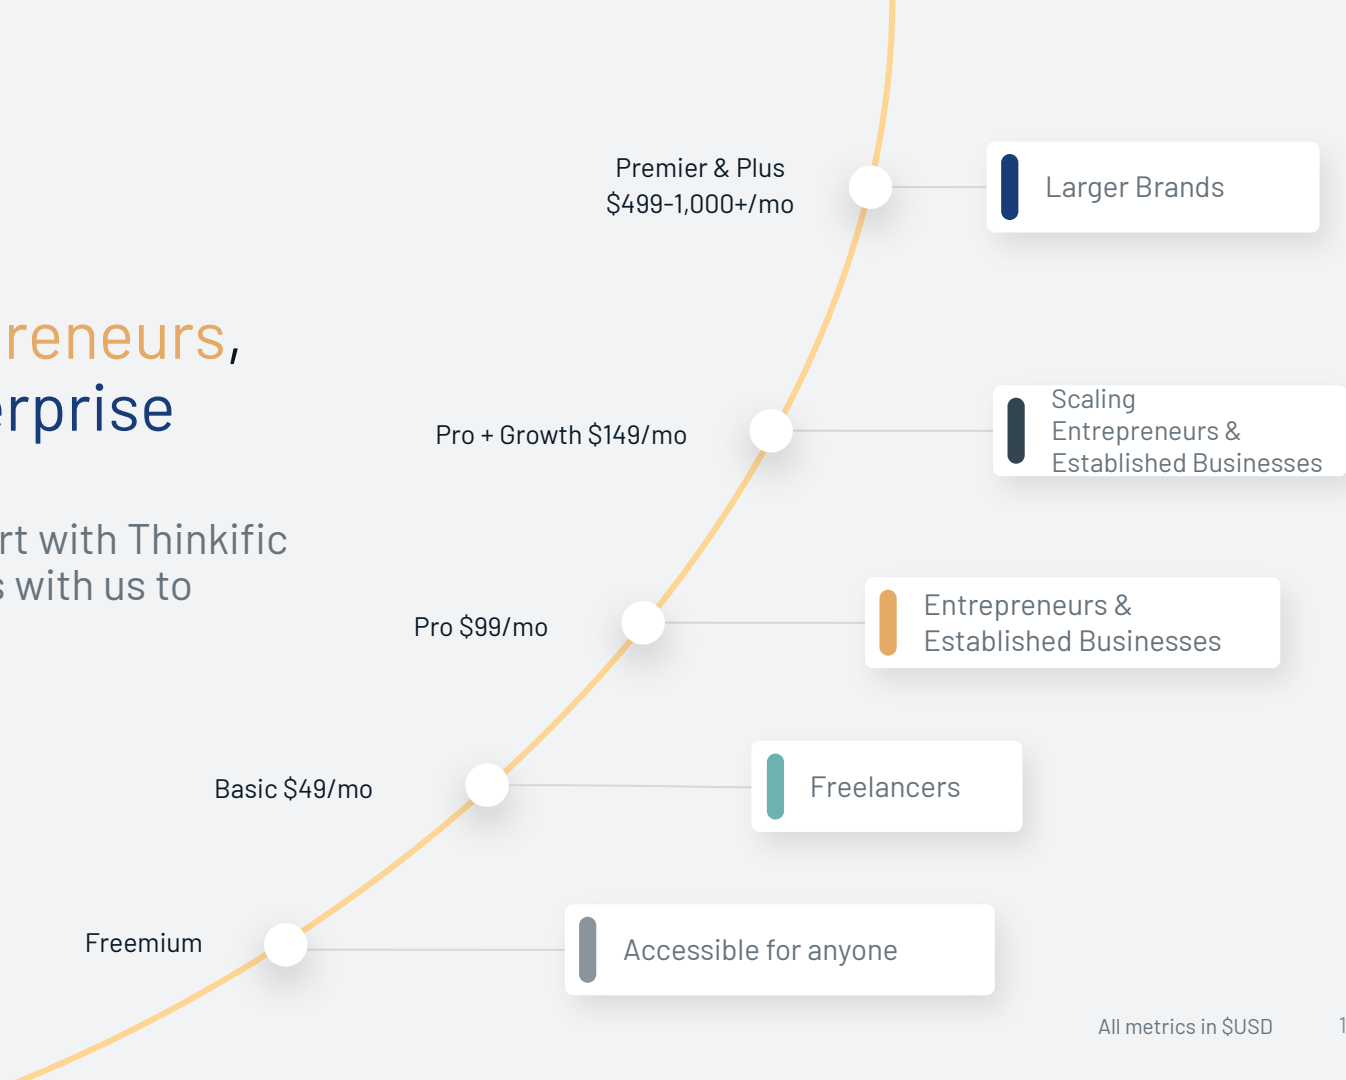 reneurs,
erprise
rt with Thinkific
s with us to
Premier & Plus
$499-1,000+/mo
Larger Brands
Pro + Growth $149/mo
Scaling
Entrepreneurs &
Established Businesses
Pro $99/mo
Entrepreneurs &
Established Businesses
Basic $49/mo
Freelancers
Freemium
Accessible for anyone
All metrics in $USD
1